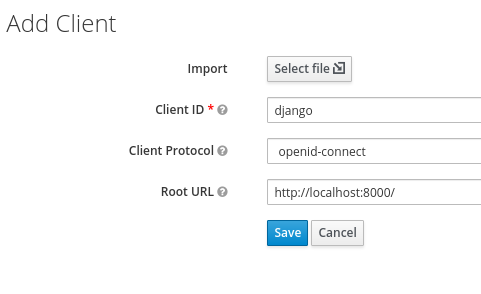 Add Client
Import Select file
Client ID * django
Client Protocol openid-connect
Root URL http://localhost:8000/
Save Cancel